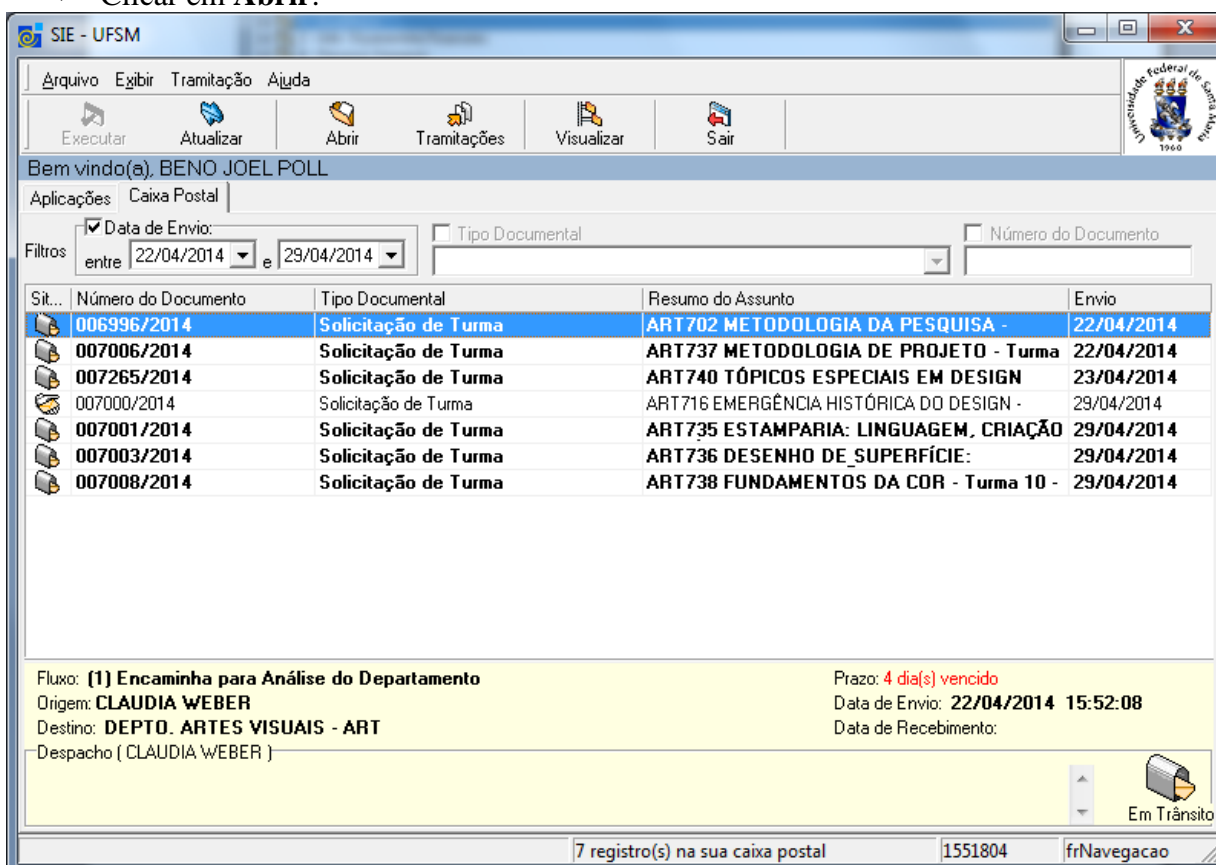 Clicar em Abrir.
SIE - UFSM
Arquivo Exibir Tramitação Ajuda
Executar Atualizar Abrir Tramitações Visualizar Sair
Universidade Federal de Santa Maria
1960
Bem vindo(a), BENO JOEL POLL
Aplicações Caixa Postal
Filtros Data de Envio: entre 22/04/2014 e 29/04/2014 Tipo Documental Número do Documento
Sit... Número do Documento Tipo Documental Resumo do Assunto Envio
006996/2014 Solicitação de Turma ART702 METODOLOGIA DA PESQUISA - 22/04/2014
007006/2014 Solicitação de Turma ART737 METODOLOGIA DE PROJETO - Turma 22/04/2014
007265/2014 Solicitação de Turma ART740 TÓPICOS ESPECIAIS EM DESIGN 23/04/2014
007000/2014 Solicitação de Turma ART716 EMERGÊNCIA HISTÓRICA DO DESIGN - 29/04/2014
007001/2014 Solicitação de Turma ART735 ESTAMPARIA: LINGUAGEM, CRIAÇÃO 29/04/2014
007003/2014 Solicitação de Turma ART736 DESENHO DE SUPERFÍCIE: 29/04/2014
007008/2014 Solicitação de Turma ART738 FUNDAMENTOS DA COR - Turma 10 - 29/04/2014
Fluxo: (1) Encaminha para Análise do Departamento Prazo: 4 dia(s) vencido
Origem: CLAUDIA WEBER Data de Envio: 22/04/2014 15:52:08
Destino: DEPTO. ARTES VISUAIS - ART Data de Recebimento:
Despacho ( CLAUDIA WEBER )
Em Trânsito
7 registro(s) na sua caixa postal 1551804 frNavegacao